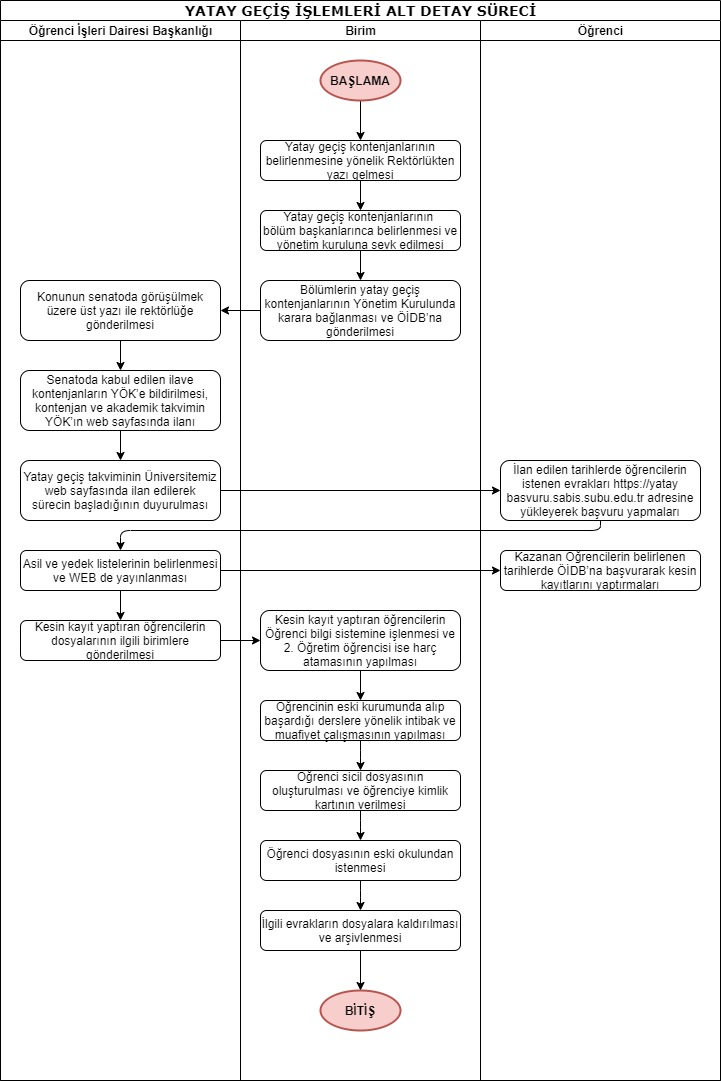 YATAY GEÇİŞ İŞLEMLERİ ALT DETAY SÜRECİ
Öğrenci İşleri Dairesi Başkanlığı
Birim
Öğrenci
BAŞLAMA
Yatay geçiş kontenjanlarının
belirlenmesine yönelik Rektörlükten
yazı gelmesi
Yatay geçiş kontenjanlarının
bölüm başkanlarınca belirlenmesi ve
yönetim kuruluna sevk edilmesi
Bölümlerin yatay geçiş
kontenjanlarının Yönetim Kurulunda
karara bağlanması ve ÖİDB'na
gönderilmesi
Konunun senatoda görüşülmek
üzere üst yazı ile rektörlüğe
gönderilmesi
Senatoda kabul edilen ilave
kontenjanların YÖK'e bildirilmesi,
kontenjan ve akademik takvimin
YÖK'ın web sayfasında ilanı
Yatay geçiş takviminin Üniversitemiz
web sayfasında ilan edilerek
sürecin başladığının duyurulması
İlan edilen tarihlerde öğrencilerin
istenen evrakları https://yatay
basvuru.sabis.subu.edu.tr adresine
yükleyerek başvuru yapmaları
Asil ve yedek listelerinin belirlenmesi
ve WEB de yayınlanması
Kazanan Öğrencilerin belirlenen
tarihlerde ÖİDB'na başvurarak kesin
kayıtlarını yaptırmaları
Kesin kayıt yaptıran öğrencilerin
dosyalarının ilgili birimlere
gönderilmesi
Kesin kayıt yaptıran öğrencilerin
Öğrenci bilgi sistemine işlenmesi ve
2. Öğretim öğrencisi ise harç
atamasının yapılması
Öğrencinin eski kurumunda alıp
başardığı derslere yönelik intibak ve
muafiyet çalışmasının yapılması
Öğrenci sicil dosyasının
oluşturulması ve öğrenciye kimlik
kartının verilmesi
Öğrenci dosyasının eski okulundan
istenmesi
İlgili evrakların dosyalara kaldırılması
ve arşivlenmesi
BİTİŞ